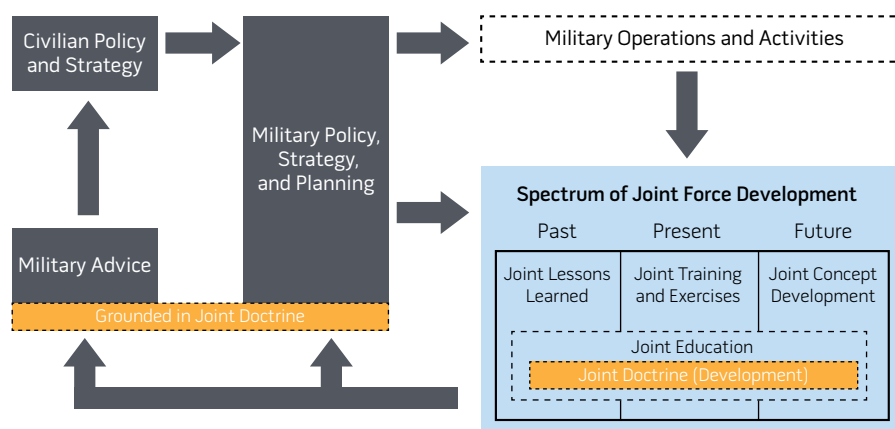 Civilian Policy
and Strategy
Military Policy,
Strategy,
and Planning
Military Advice
Grounded in Joint Doctrine
Military Operations and Activities
Spectrum of Joint Force Development
Past
Present
Future
Joint Lessons
Learned
Joint Training
and Exercises
Joint Concept
Development
Joint Education
Joint Doctrine (Development)